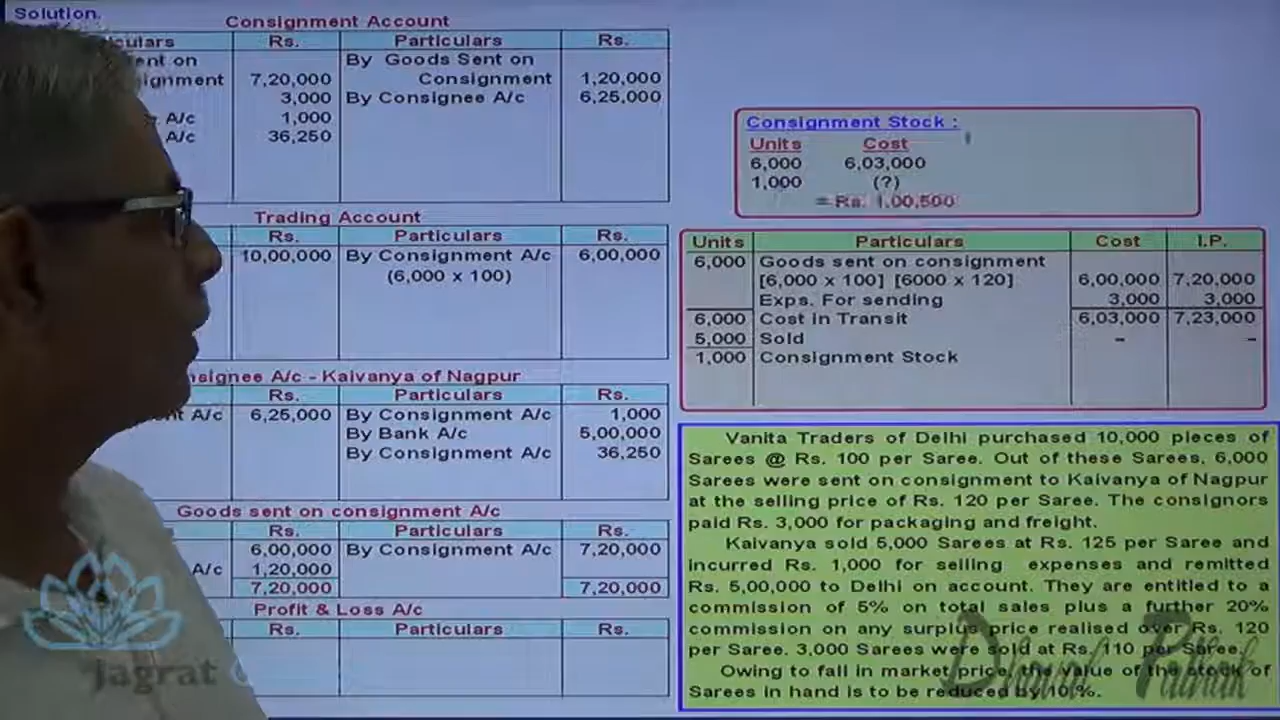 Solution.
Consignment Account
Rs. Particulars Rs.
By Goods Sent on
7,20,000 Consignment 1,20,000
3,000 By Consignee A/c 6,25,000
A/c 1,000
A/c 36,250
Trading Account
Rs. Particulars Rs.
10,00,000 By Consignment A/c 6,00,000
(6,000 x 100)
A/c - Kaivanya of Nagpur
Rs. Particulars Rs.
A/c 6,25,000 By Consignment A/c 1,000
By Bank A/c 5,00,000
By Consignment A/c 36,250
Goods sent on consignment A/c
Rs. Particulars Rs.
6,00,000 By Consignment A/c 7,20,000
A/c 1,20,000
7,20,000 7,20,000
Profit & Loss A/c
Rs. Particulars Rs.
Consignment Stock :
Units Cost
6,000 6,03,000
1,000 (?)
= Rs. 1,00,500
Units Particulars Cost I.P.
6,000 Goods sent on consignment
[6,000 x 100] [6000 x 120] 6,00,000 7,20,000
Exps. For sending 3,000 3,000
6,000 Cost in Transit 6,03,000 7,23,000
5,000 Sold - -
1,000 Consignment Stock
Vanita Traders of Delhi purchased 10,000 pieces of
Sarees @ Rs. 100 per Saree. Out of these Sarees, 6,000
Sarees were sent on consignment to Kaivanya of Nagpur
at the selling price of Rs. 120 per Saree. The consignors
paid Rs. 3,000 for packaging and freight.
Kaivanya sold 5,000 Sarees at Rs. 125 per Saree and
incurred Rs. 1,000 for selling expenses and remitted
Rs. 5,00,000 to Delhi on account. They are entitled to a
commission of 5% on total sales plus a further 20%
commission on any surplus price realised over Rs. 120
per Saree. 3,000 Sarees were sold at Rs. 110 per Saree.
Owing to fall in market price, the value of the stock of
Sarees in hand is to be reduced by 10%.
Jagrat
Pathak